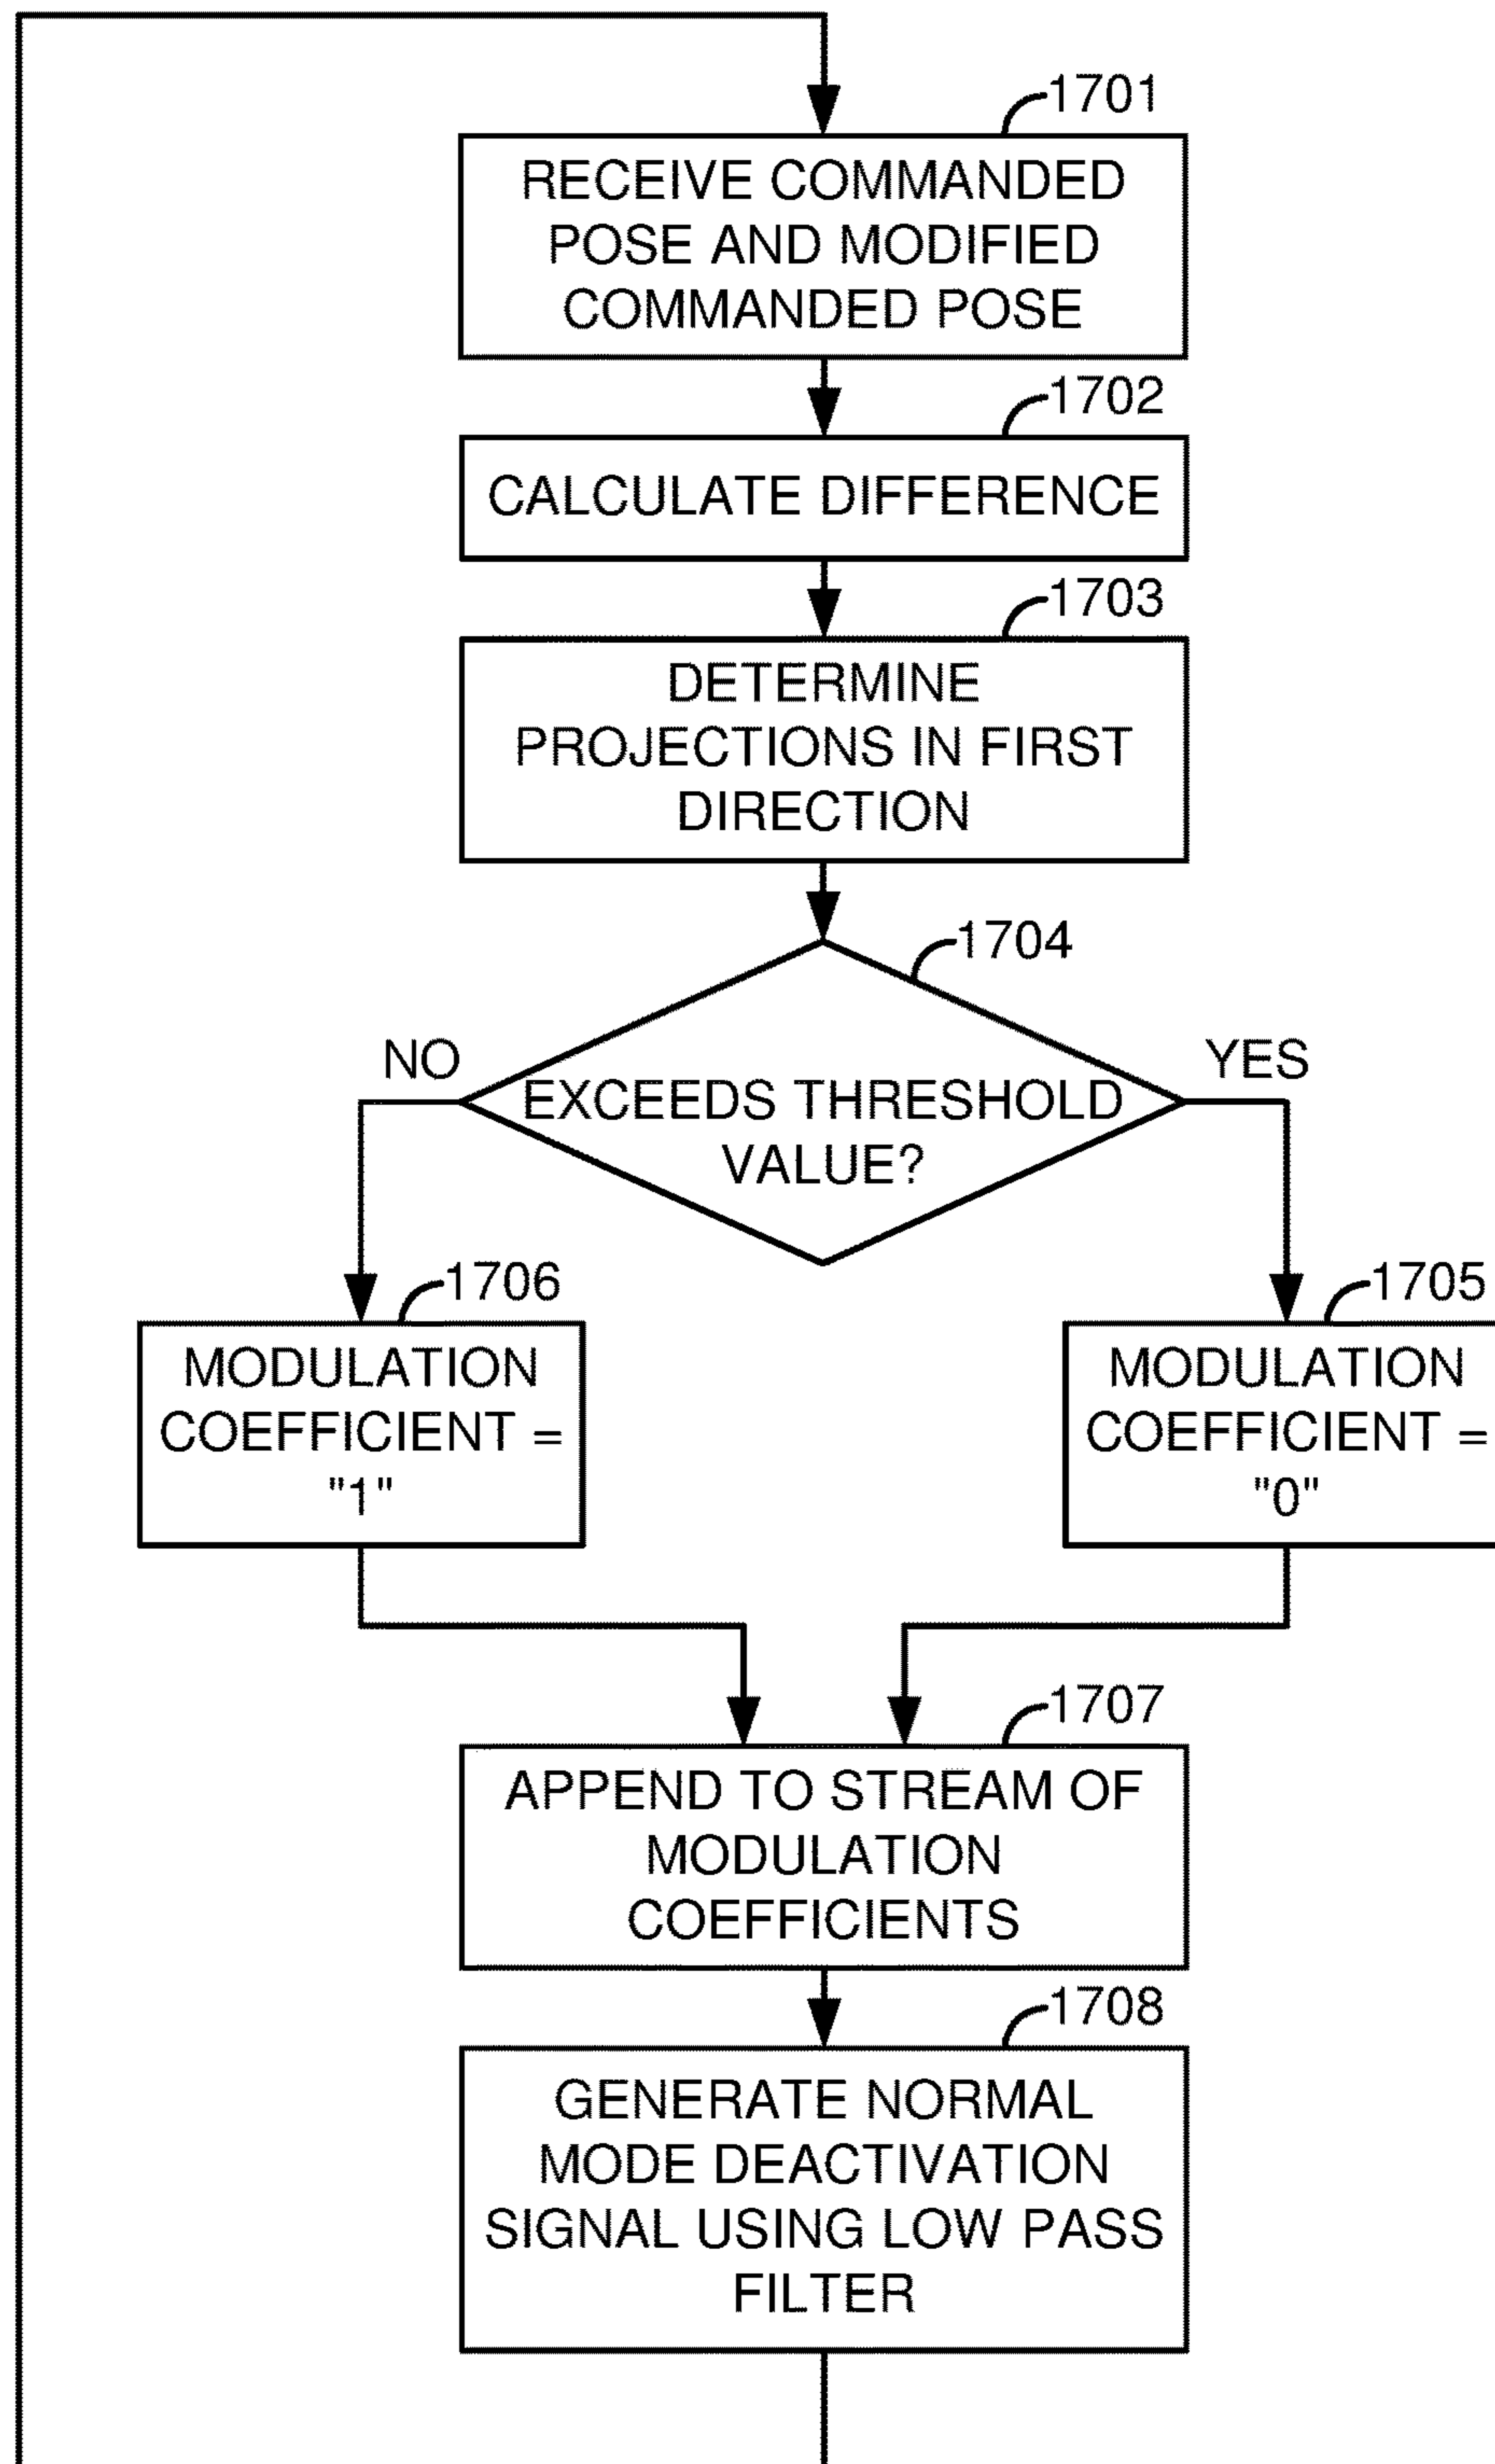 1701
RECEIVE COMMANDED
POSE AND MODIFIED
COMMANDED POSE
1702
CALCULATE DIFFERENCE
1703
DETERMINE
PROJECTIONS IN FIRST
DIRECTION
1704
NO
YES
EXCEEDS THRESHOLD
VALUE?
1706
MODULATION
COEFFICIENT =
"1"
1705
MODULATION
COEFFICIENT =
"0"
1707
APPEND TO STREAM OF
MODULATION
COEFFICIENTS
1708
GENERATE NORMAL
MODE DEACTIVATION
SIGNAL USING LOW PASS
FILTER